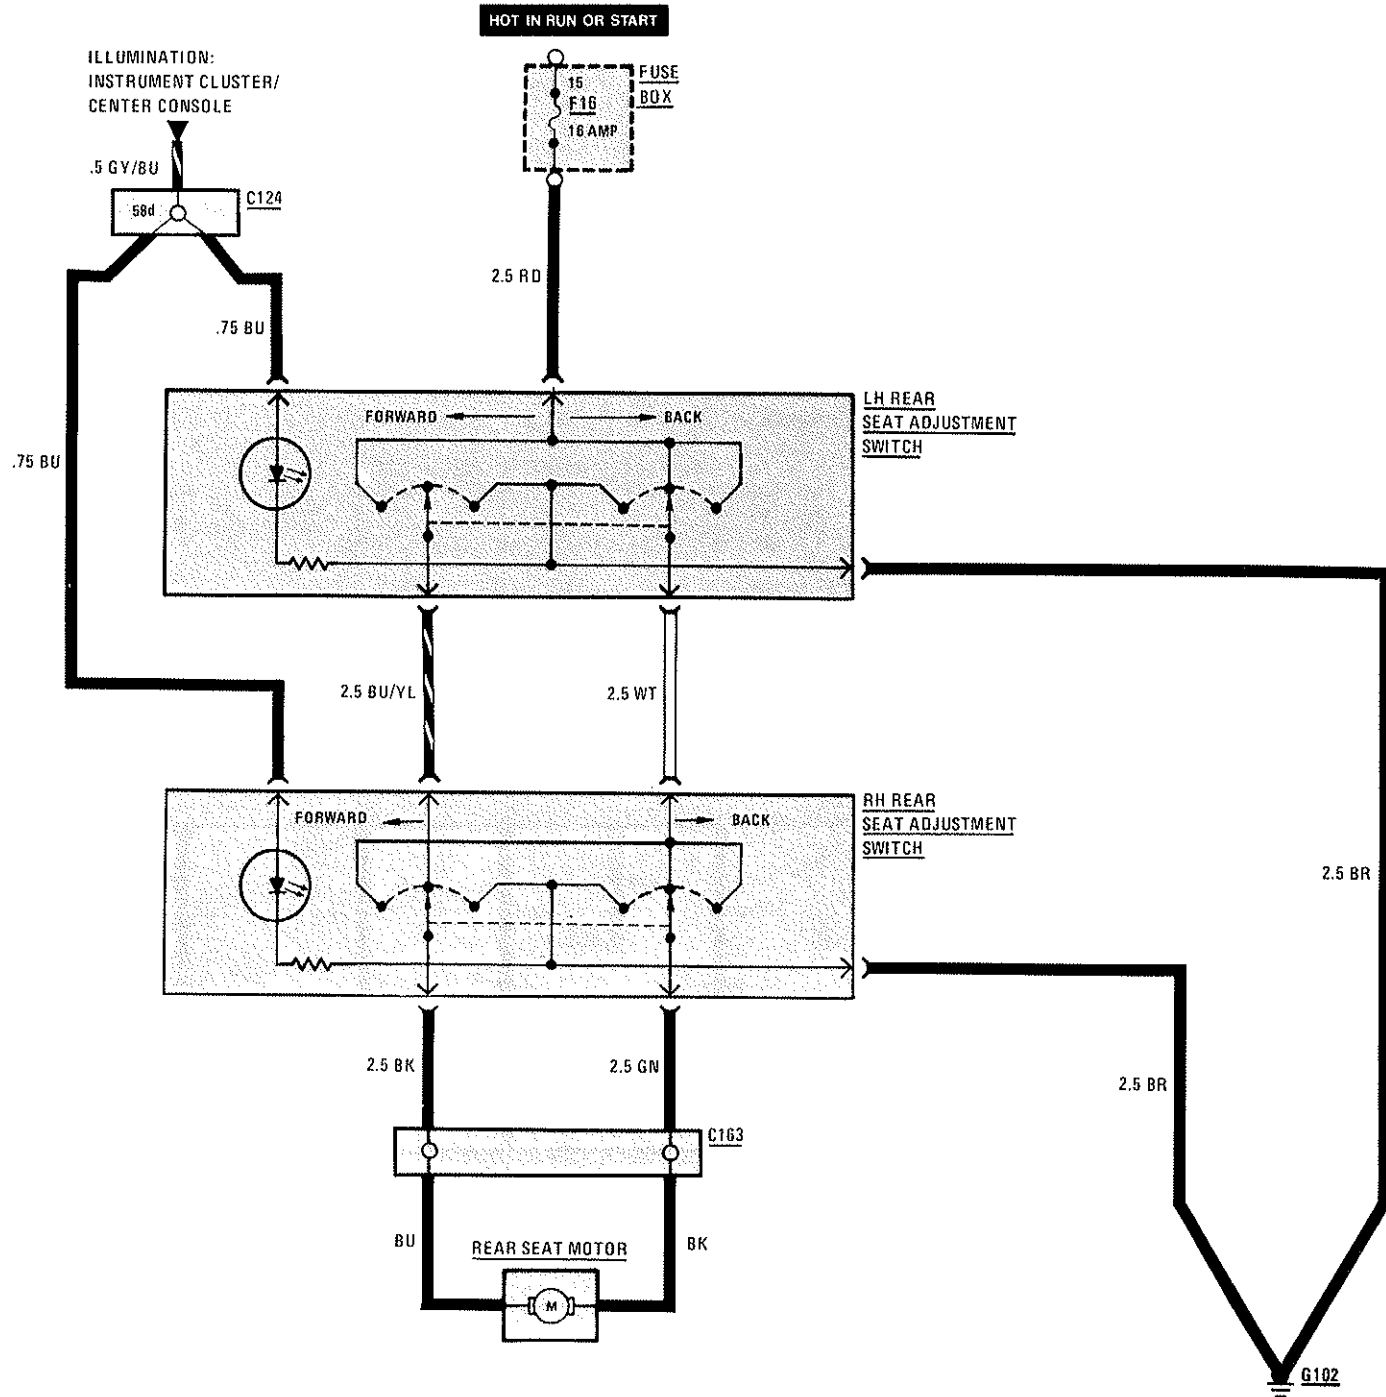 HOT IN RUN OR START
ILLUMINATION:
INSTRUMENT CLUSTER/
CENTER CONSOLE
FUSE
BOX
15
F16
16 AMP
.5 GY/BU
C124
58d
2.5 RD
.75 BU
.75 BU
FORWARD
BACK
LH REAR
SEAT ADJUSTMENT
SWITCH
2.5 BU/YL
2.5 WT
FORWARD
BACK
RH REAR
SEAT ADJUSTMENT
SWITCH
2.5 BR
2.5 BK
2.5 GN
2.5 BR
C163
BU
REAR SEAT MOTOR
BK
M
G102